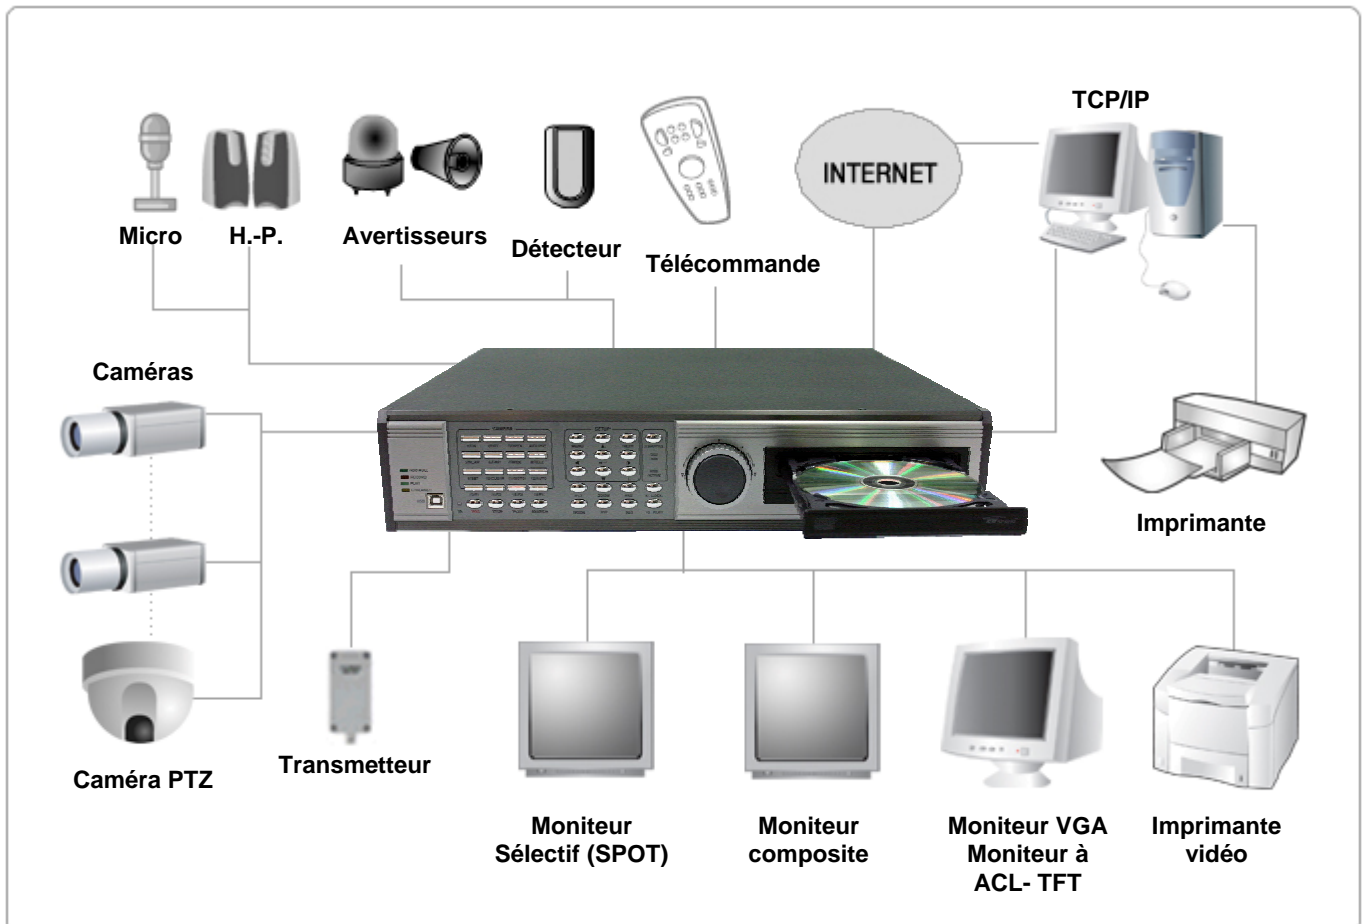 TCP/IP
INTERNET
Micro
H.-P.
Avertisseurs
Détecteur
Télécommande
Caméras
Imprimante
Caméra PTZ
Transmetteur
Moniteur
Sélectif (SPOT)
Moniteur
composite
Moniteur VGA
Moniteur à
ACL- TFT
Imprimante
vidéo